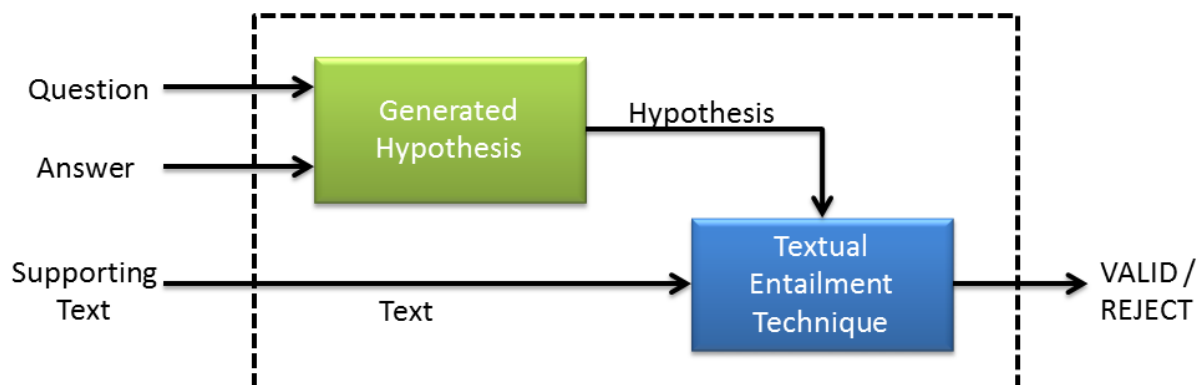 Question
Generated
Hypothesis
Hypothesis
Answer
Supporting
Text
Text
Textual
Entailment
Technique
VALID /
REJECT